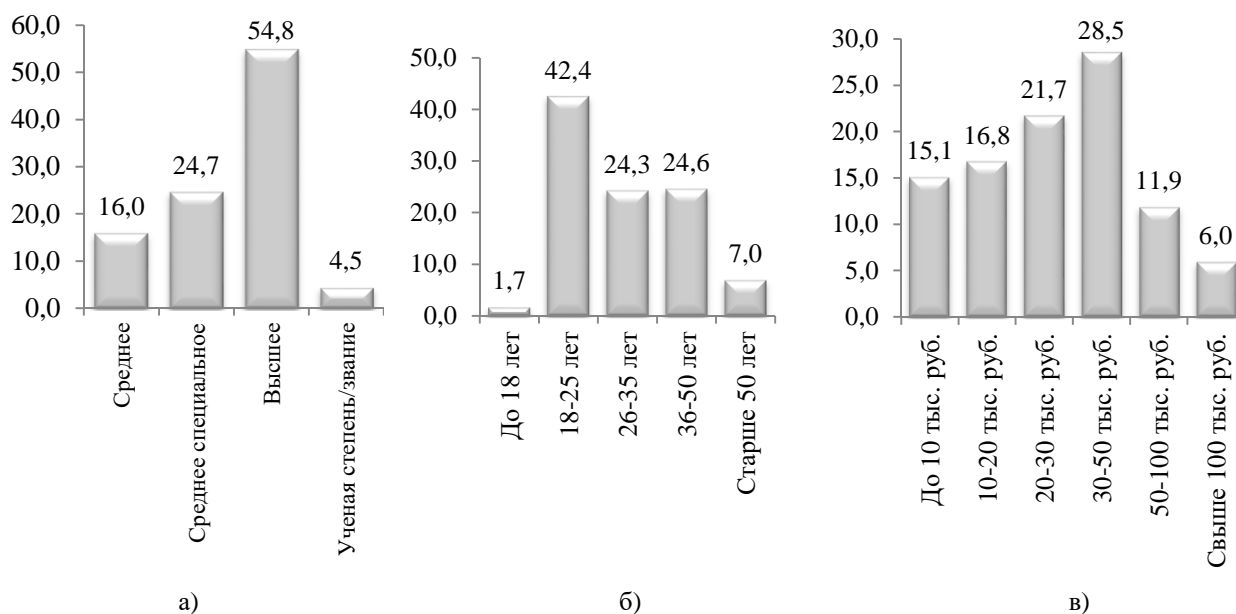 60,0
50,0
40,0
30,0
20,0
10,0
0,0
16,0
24,7
54,8
4,5
Среднее
Среднее специальное
Высшее
Ученая степень/звание
а)
50,0
40,0
30,0
20,0
10,0
0,0
1,7
42,4
24,3
24,6
7,0
До 18 лет
18-25 лет
26-35 лет
36-50 лет
Старше 50 лет
б)
30,0
25,0
20,0
15,0
10,0
5,0
0,0
15,1
16,8
21,7
28,5
11,9
6,0
До 10 тыс. руб.
10-20 тыс. руб.
20-30 тыс. руб.
30-50 тыс. руб.
50-100 тыс. руб.
Свыше 100 тыс. руб.
в)